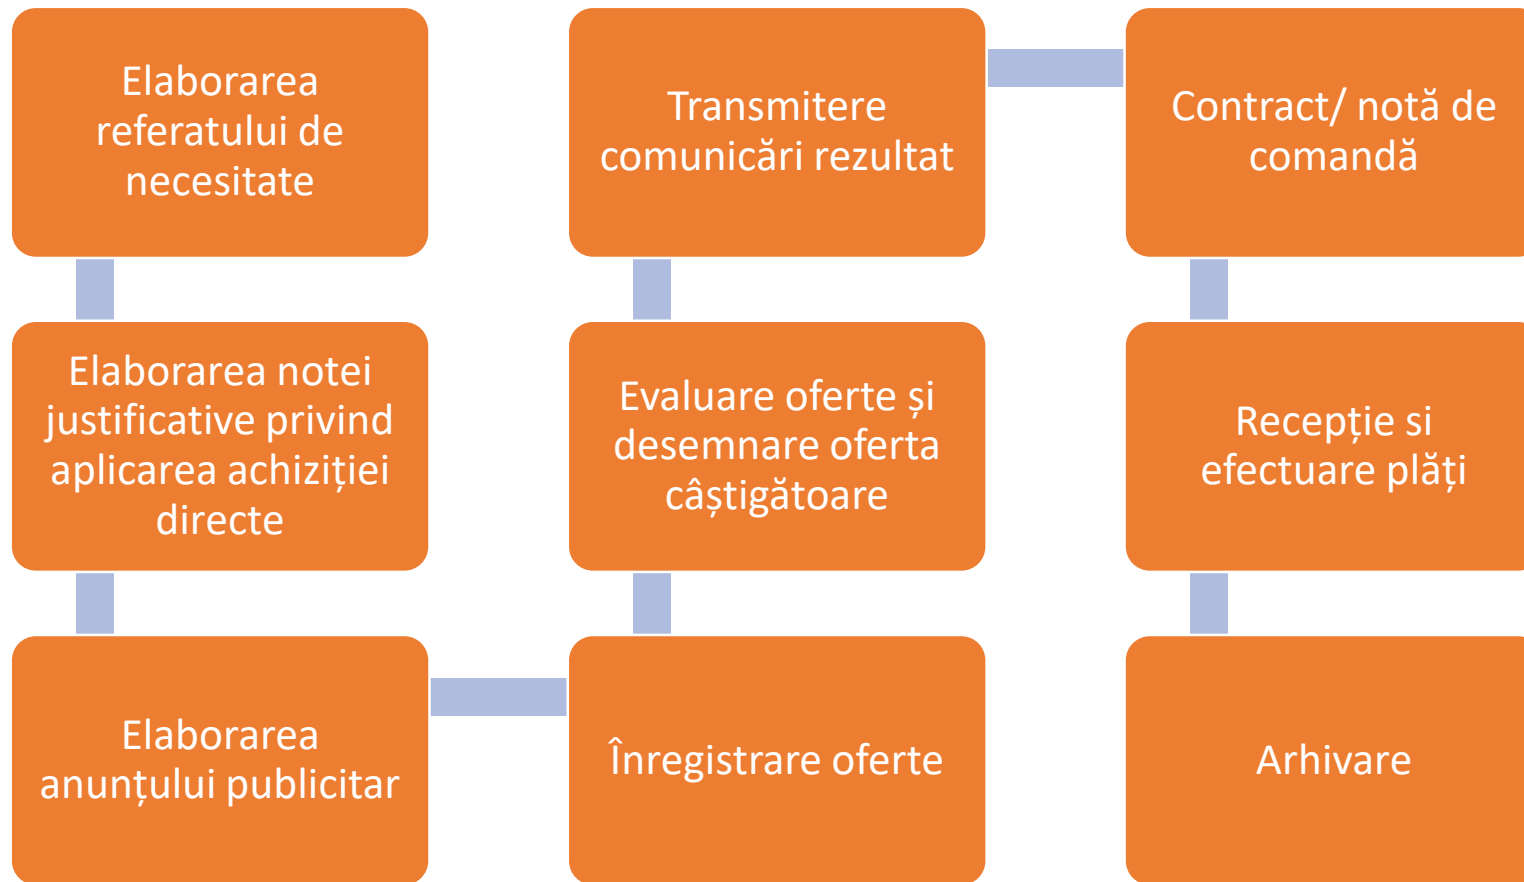 Elaborarea
referatului de
necesitate
Elaborarea notei
justificative privind
aplicarea achiziției
directe
Elaborarea
anunțului publicitar
Înregistrare oferte
Evaluare oferte și
desemnare oferta
câștigătoare
Transmitere
comunicări rezultat
Contract/ notă de
comandă
Recepție si
efectuare plăți
Arhivare